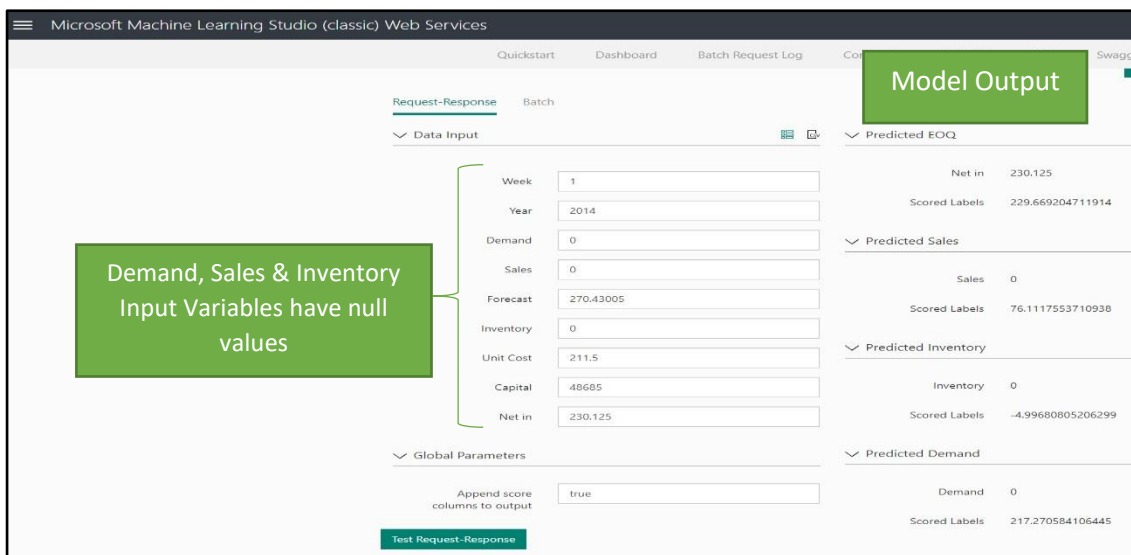 Microsoft Machine Learning Studio (classic) Web Services
Quickstart Dashboard Batch Request Log
Model Output
Request-Response Batch
Data Input
Week 1
Year 2014
Demand 0
Sales 0
Forecast 270.43005
Inventory 0
Unit Cost 211.5
Capital 48685
Net in 230.125
Demand, Sales & Inventory
Input Variables have null
values
Global Parameters
Append score
columns to output
true
Test Request-Response
Predicted EOQ
Net in 230.125
Scored Labels 229.669204711914
Predicted Sales
Sales 0
Scored Labels 76.1117553710938
Predicted Inventory
Inventory 0
Scored Labels -4.99680805206299
Predicted Demand
Demand 0
Scored Labels 217.270584106445